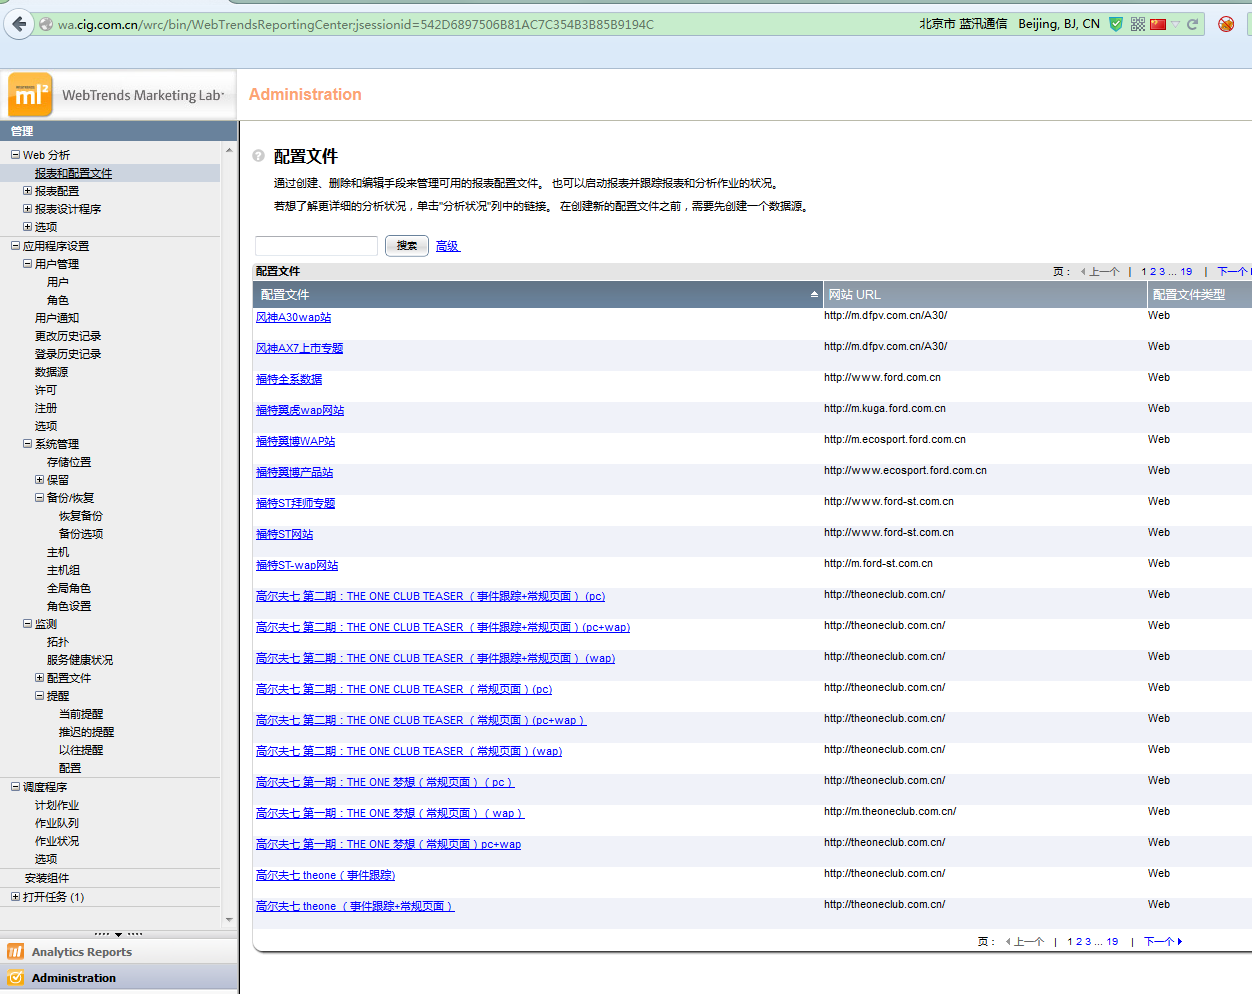 wa.cig.com.cn/wrc/bin/WebTrendsReportingCenter;jsessionid=542D6897506B81AC7C354B3B85B9194C 北京市 蓝汛通信 Beijing, BJ, CN
ml² WebTrends Marketing Lab
Administration
管理
Web 分析
报表和配置文件
报表配置
报表设计程序
选项
应用程序设置
用户管理
用户
角色
用户通知
更改历史记录
登录历史记录
数据源
许可
注册
选项
系统管理
存储位置
保留
备份/恢复
恢复备份
备份选项
主机
主机组
全局角色
角色设置
监测
拓扑
服务健康状况
配置文件
提醒
当前提醒
推迟的提醒
以往提醒
配置
调度程序
计划作业
作业队列
作业状况
选项
安装组件
打开任务 (1)
Analytics Reports
Administration
配置文件
通过创建、删除和编辑手段来管理可用的报表配置文件。 也可以启动报表并跟踪报表和分析作业的状况。
若想了解更详细的分析状况，单击"分析状况"列中的链接。 在创建新的配置文件之前，需要先创建一个数据源。
搜索 高级
配置文件 页： 上一个 | 1 2 3 ... 19 | 下一个
配置文件 网站 URL 配置文件类型
风神A30wap站 http://m.dfpv.com.cn/A30/ Web
风神AX7上市专题 http://m.dfpv.com.cn/A30/ Web
福特全系数据 http://www.ford.com.cn Web
福特翼虎wap网站 http://m.kuga.ford.com.cn Web
福特翼博WAP站 http://m.ecosport.ford.com.cn Web
福特翼博产品站 http://www.ecosport.ford.com.cn Web
福特ST拜师专题 http://www.ford-st.com.cn Web
福特ST网站 http://www.ford-st.com.cn Web
福特ST-wap网站 http://m.ford-st.com.cn Web
高尔夫七 第二期：THE ONE CLUB TEASER （事件跟踪+常规页面） (pc) http://theoneclub.com.cn/ Web
高尔夫七 第二期：THE ONE CLUB TEASER （事件跟踪+常规页面）(pc+wap) http://theoneclub.com.cn/ Web
高尔夫七 第二期：THE ONE CLUB TEASER （事件跟踪+常规页面） (wap) http://theoneclub.com.cn/ Web
高尔夫七 第二期：THE ONE CLUB TEASER （常规页面）(pc) http://theoneclub.com.cn/ Web
高尔夫七 第二期：THE ONE CLUB TEASER （常规页面）(pc+wap） http://theoneclub.com.cn/ Web
高尔夫七 第二期：THE ONE CLUB TEASER （常规页面）(wap) http://theoneclub.com.cn/ Web
高尔夫七 第一期：THE ONE 梦想（常规页面）（ pc） http://theoneclub.com.cn/ Web
高尔夫七 第一期：THE ONE 梦想（常规页面）（ wap） http://m.theoneclub.com.cn/ Web
高尔夫七 第一期：THE ONE 梦想（常规页面）pc+wap http://theoneclub.com.cn/ Web
高尔夫七 theone（事件跟踪) http://theoneclub.com.cn/ Web
高尔夫七 theone （事件跟踪+常规页面） http://theoneclub.com.cn/ Web
页： 上一个 | 1 2 3 ... 19 | 下一个